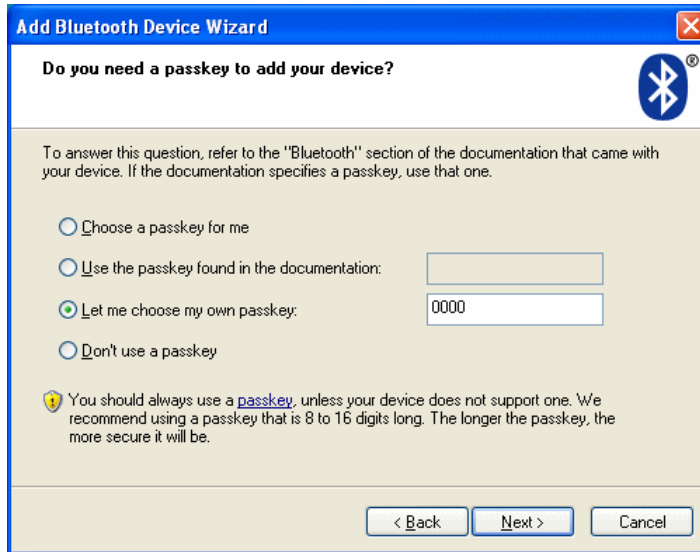 Add Bluetooth Device Wizard
Do you need a passkey to add your device?
®
To answer this question, refer to the "Bluetooth" section of the documentation that came with
your device. If the documentation specifies a passkey, use that one.
Choose a passkey for me
Use the passkey found in the documentation:
Let me choose my own passkey:
0000
Don't use a passkey
You should always use a passkey, unless your device does not support one. We
recommend using a passkey that is 8 to 16 digits long. The longer the passkey, the
more secure it will be.
< Back
Next >
Cancel